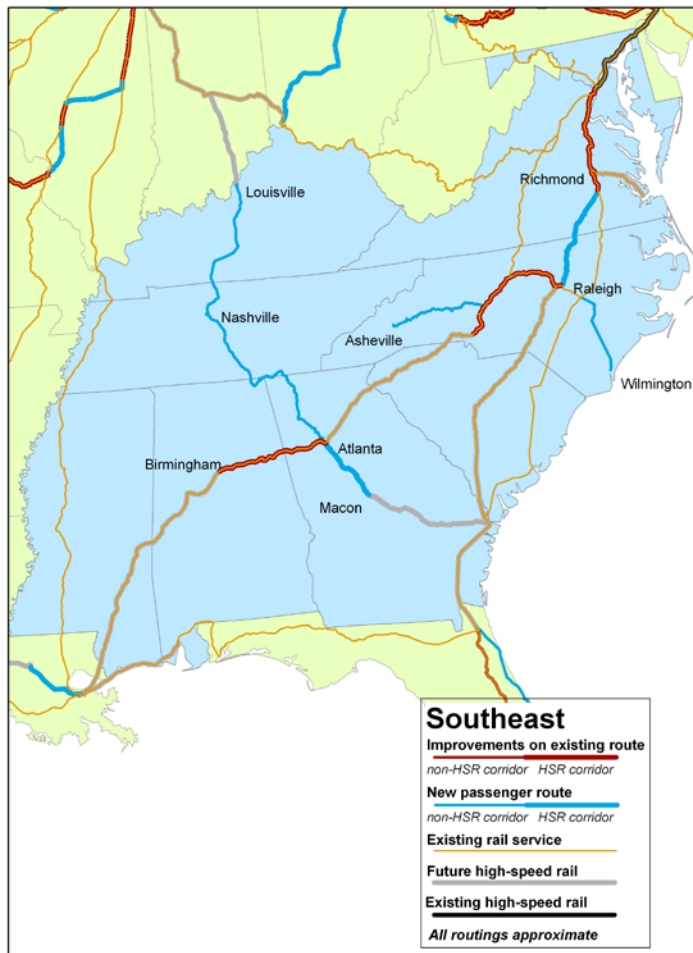 Richmond
Louisville
Raleigh
Nashville
Asheville
Wilmington
Atlanta
Birmingham
Macon
Southeast
Improvements on existing route
non-HSR corridor HSR corridor
New passenger route
non-HSR corridor HSR corridor
Existing rail service
Future high-speed rail
Existing high-speed rail
All routings approximate